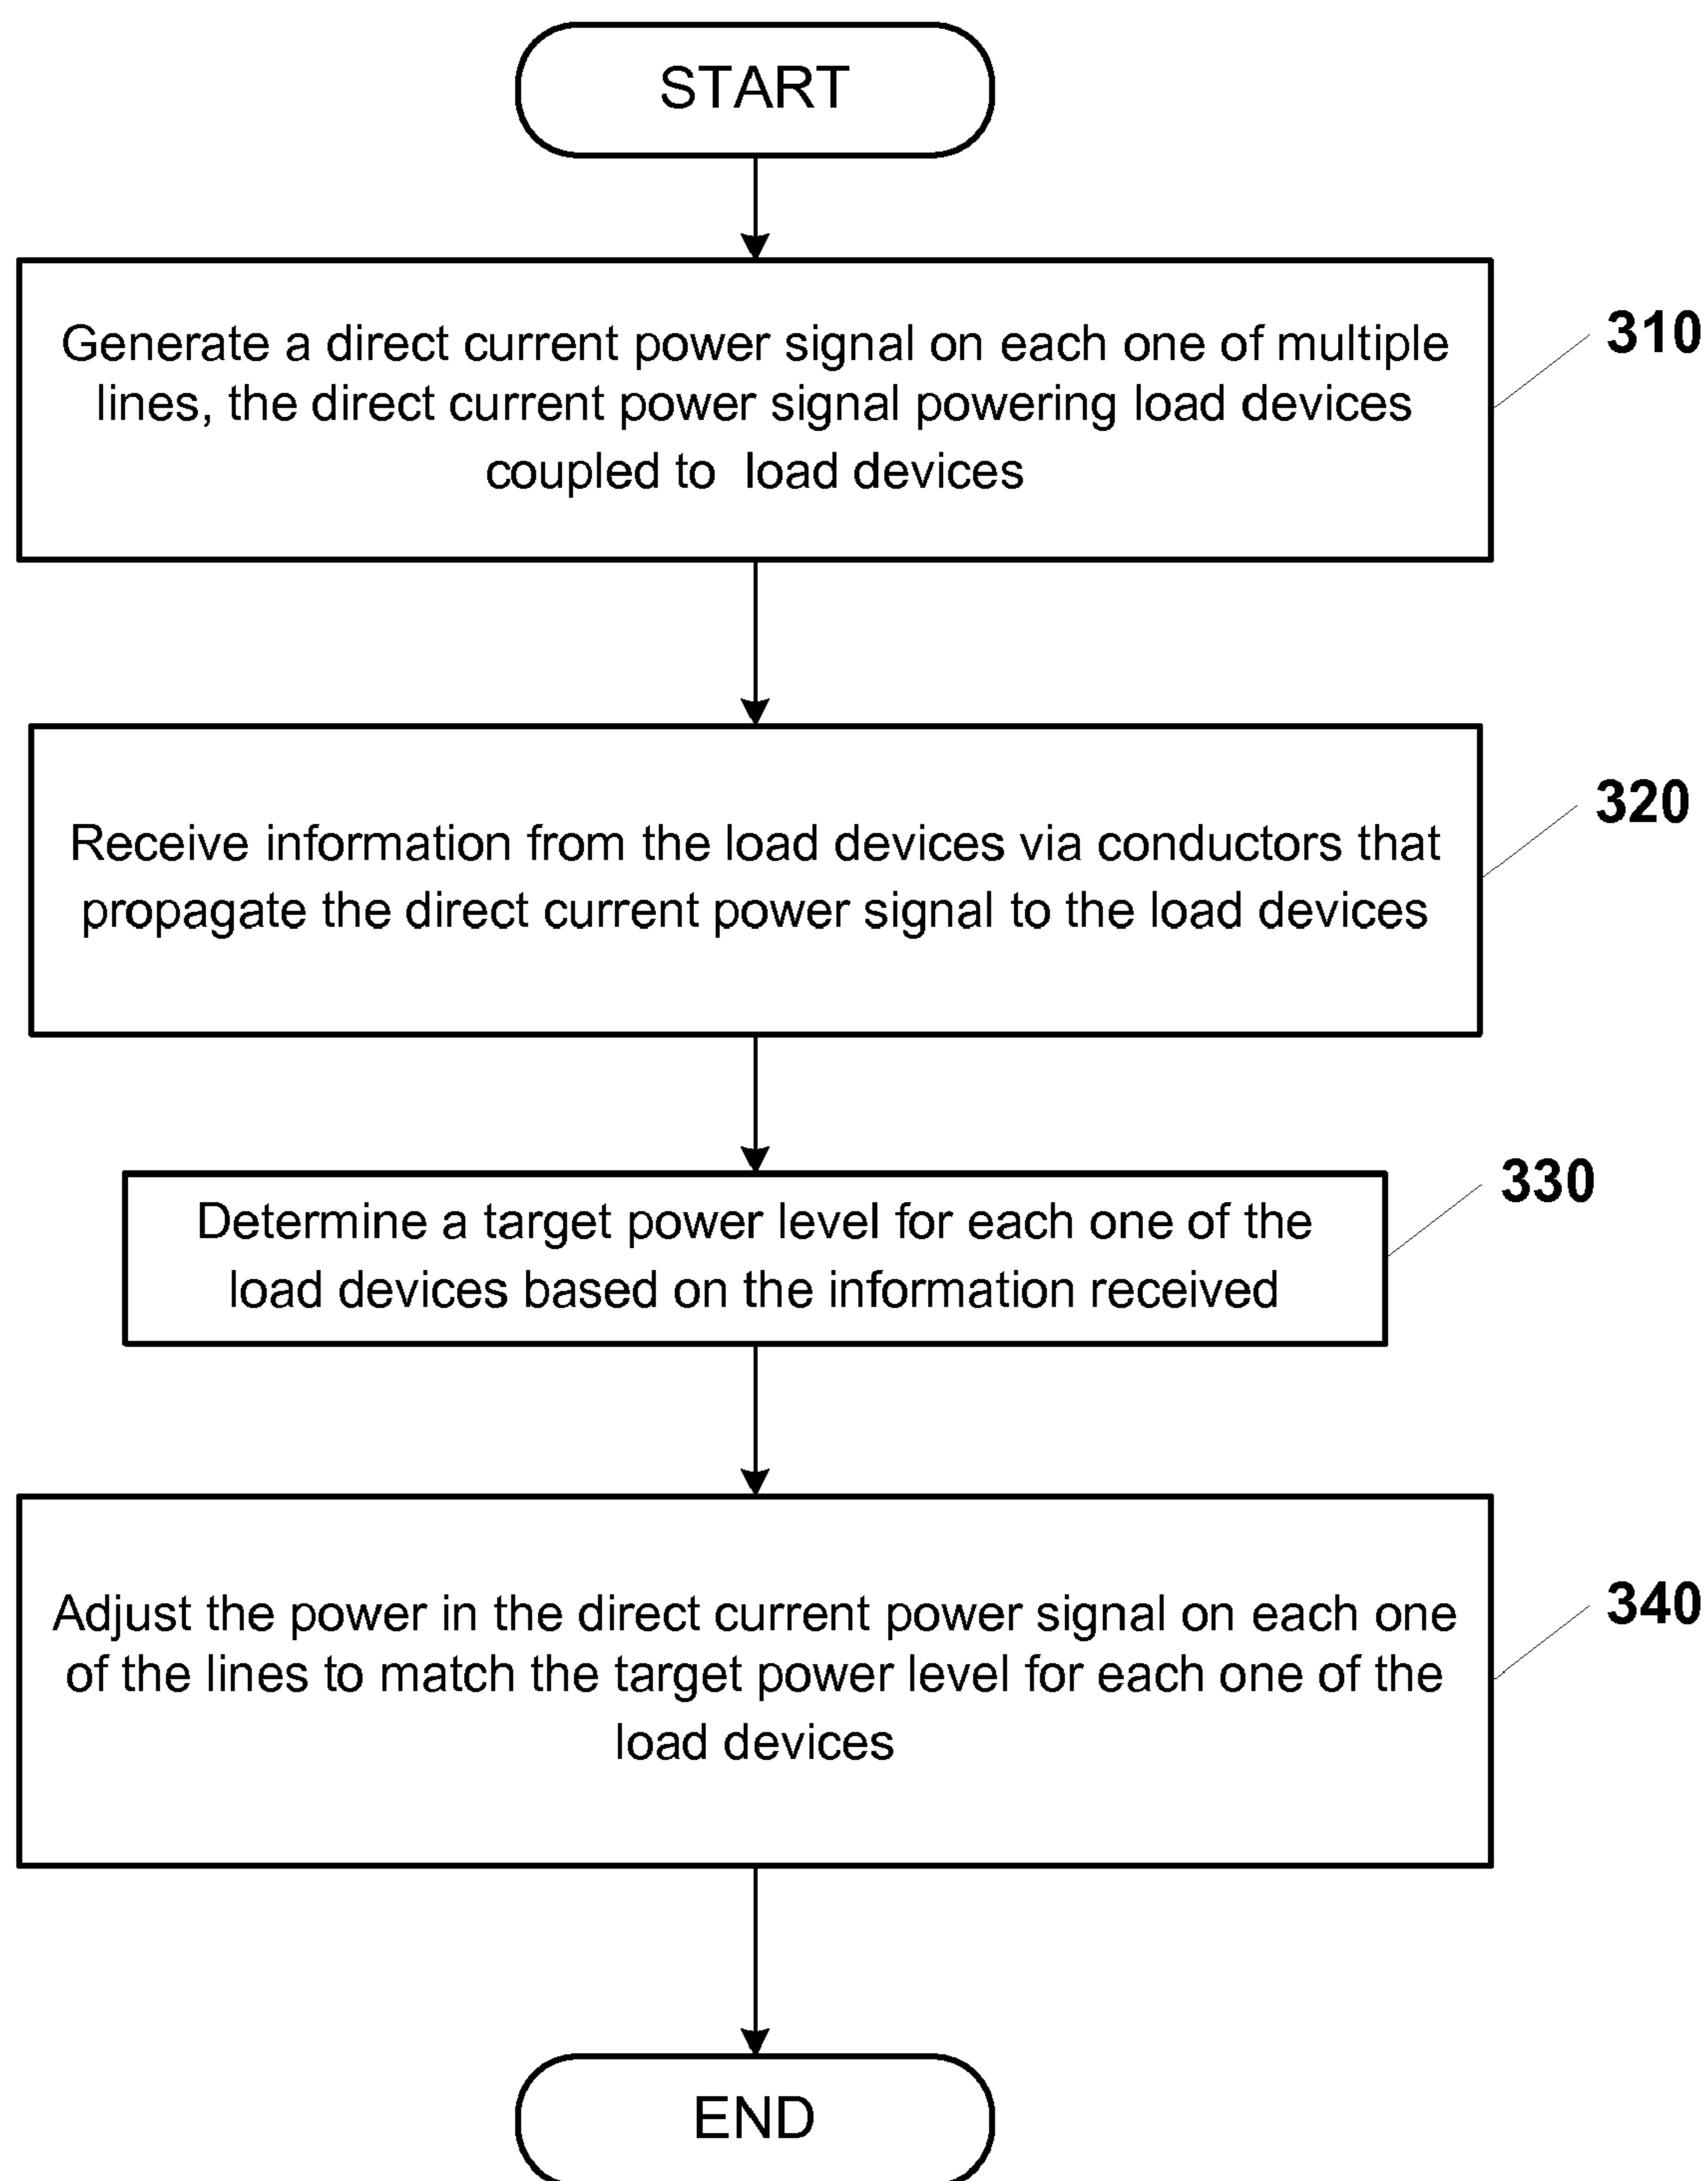 START
Generate a direct current power signal on each one of multiple
lines, the direct current power signal powering load devices
coupled to load devices
310
Receive information from the load devices via conductors that
propagate the direct current power signal to the load devices
320
Determine a target power level for each one of the
load devices based on the information received
330
Adjust the power in the direct current power signal on each one
of the lines to match the target power level for each one of the
load devices
340
END